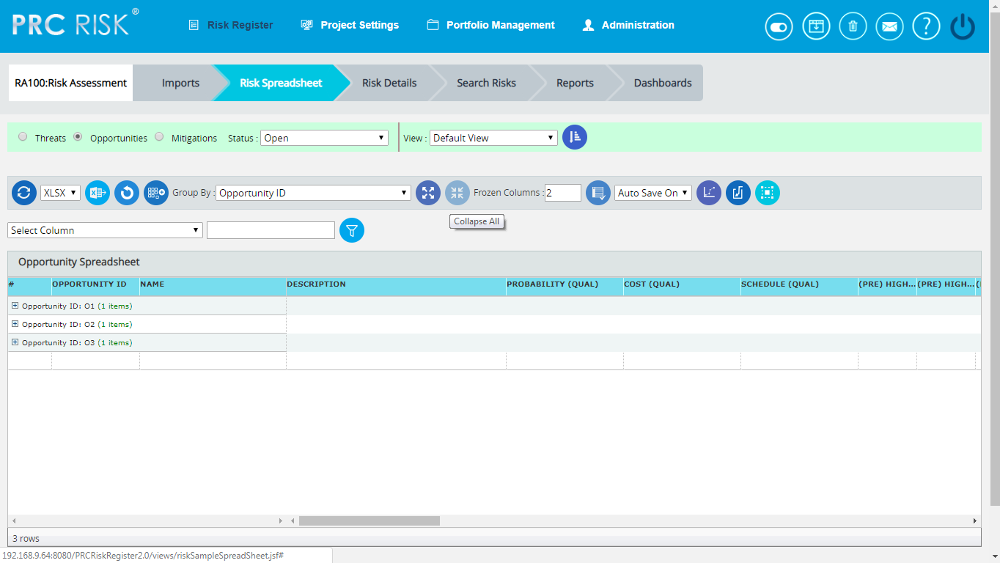 PRC RISK ®
Risk Register
Project Settings
Portfolio Management
Administration
?
RA100:Risk Assessment
Imports
Risk Spreadsheet
Risk Details
Search Risks
Reports
Dashboards
Threats
Opportunities
Mitigations
Status :
Open
View :
Default View
XLSX
Group By :
Opportunity ID
Frozen Columns :
2
Auto Save On
Collapse All
Select Column
Opportunity Spreadsheet
# OPPORTUNITY ID NAME DESCRIPTION PROBABILITY (QUAL) COST (QUAL) SCHEDULE (QUAL) (PRE) HIGH... (PRE) HIGH...
Opportunity ID: O1 (1 items)
Opportunity ID: O2 (1 items)
Opportunity ID: O3 (1 items)
3 rows
192.168.9.64:8080/PRCRiskRegister2.0/views/riskSampleSpreadSheet.jsf#